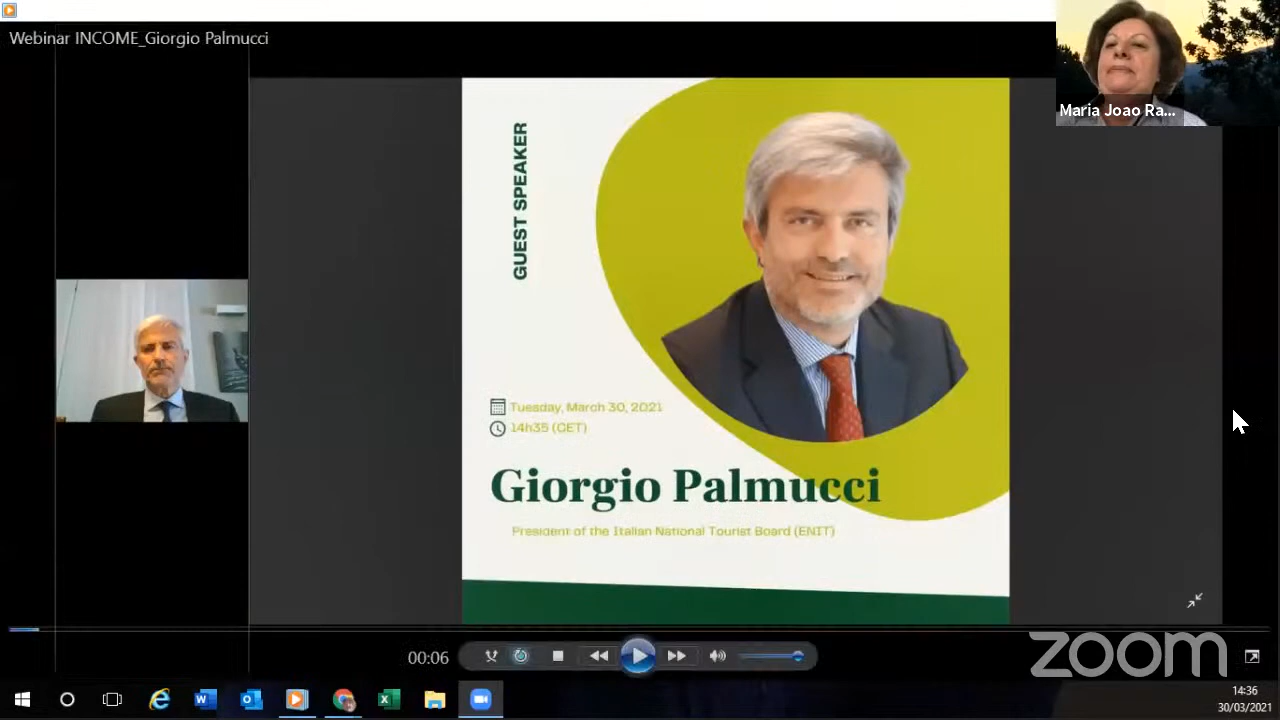 Webinar INCOME_Giorgio Palmucci
Maria Joao Ra...
GUEST SPEAKER
Tuesday, March 30, 2021
14h35 (CET)
Giorgio Palmucci
President of the Italian National Tourist Board (ENIT)
00:06
zoom
14:36
30/03/2021